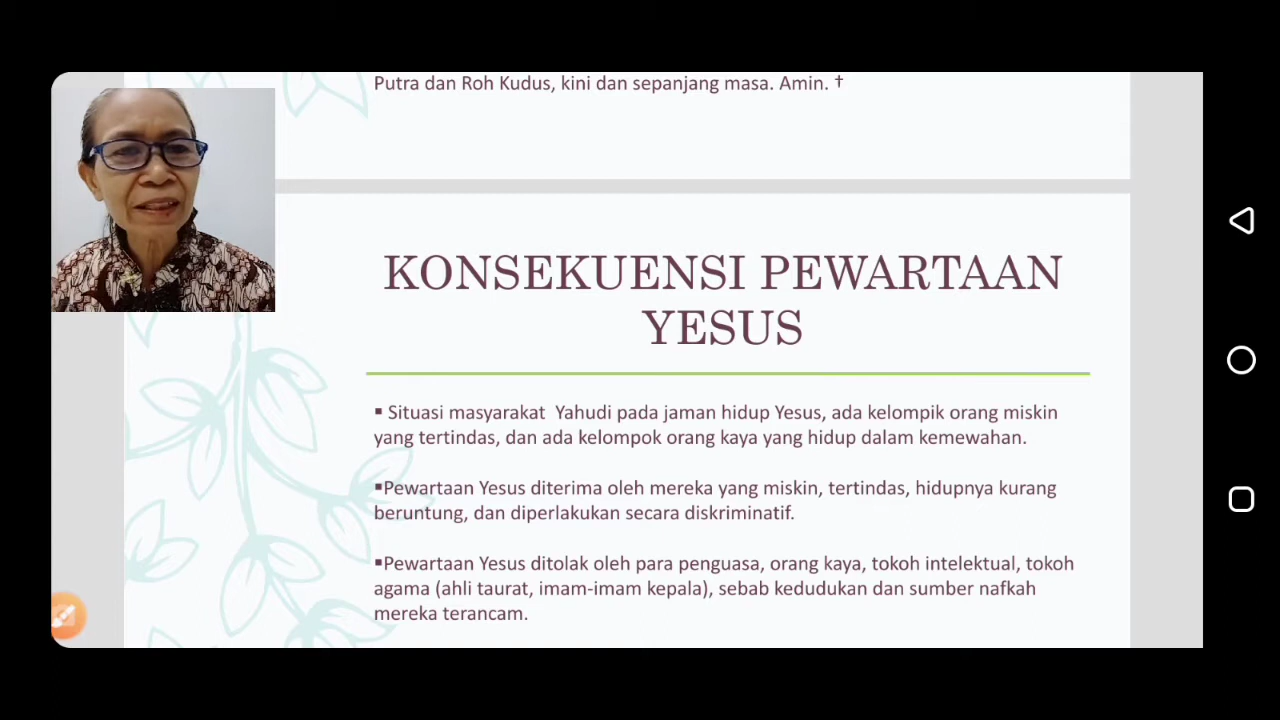 Putra dan Roh Kudus, kini dan sepanjang masa. Amin. †
KONSEKUENSI PEWARTAAN
YESUS
▪ Situasi masyarakat  Yahudi pada jaman hidup Yesus, ada kelompik orang miskin
yang tertindas, dan ada kelompok orang kaya yang hidup dalam kemewahan.
▪Pewartaan Yesus diterima oleh mereka yang miskin, tertindas, hidupnya kurang
beruntung, dan diperlakukan secara diskriminatif.
▪Pewartaan Yesus ditolak oleh para penguasa, orang kaya, tokoh intelektual, tokoh
agama (ahli taurat, imam-imam kepala), sebab kedudukan dan sumber nafkah
mereka terancam.